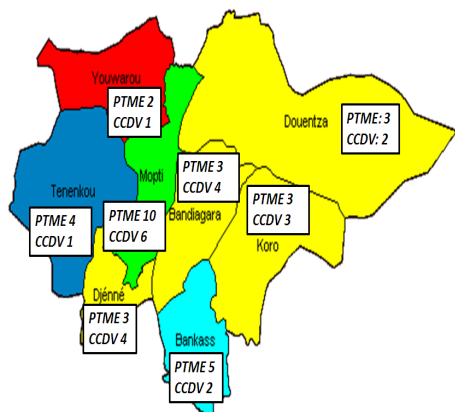 Youwarou
PTME 2
CCDV 1
Douentza
PTME: 3
CCDV: 2
Mopti
PTME 3
CCDV 4
Tenenkou
PTME 3
CCDV 3
PTME 4
CCDV 1
PTME 10
CCDV 6
Bandiagara
Koro
Djénné
PTME 3
CCDV 4
Bankass
PTME 5
CCDV 2